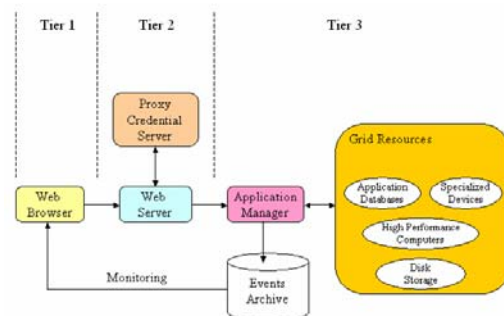 Tier 1
Tier 2
Tier 3
Proxy
Credential
Server
Grid Resources
Application
Databases
Specialized
Devices
Web
Browser
Web
Server
Application
Manager
High Performance
Computers
Disk
Storage
Monitoring
Events
Archive